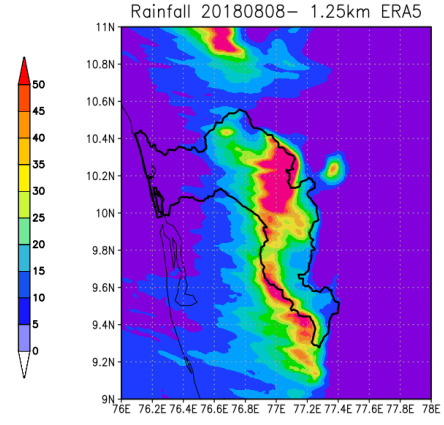 Rainfall 20180808– 1.25km ERA5
11N
10.8N
10.6N
10.4N
10.2N
10N
9.8N
9.6N
9.4N
9.2N
9N
76E 76.2E 76.4E 76.6E 76.8E 77E 77.2E 77.4E 77.6E 77.8E 78E
50
45
40
35
30
25
20
15
10
5
0